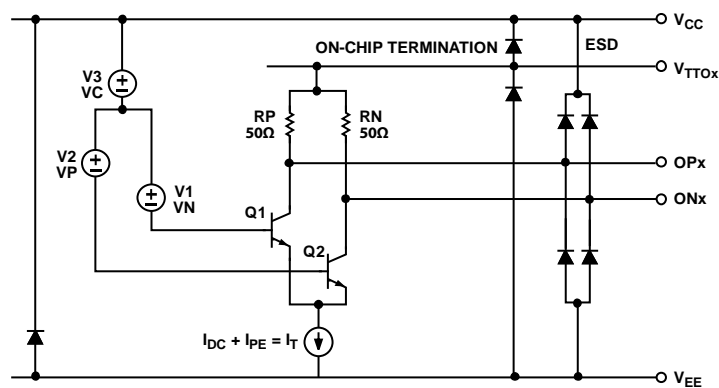 VCC
ON-CHIP TERMINATION
ESD
VTTOx
V3
VC
RP
50Ω
RN
50Ω
V2
VP
OPx
V1
VN
ONx
Q1
Q2
IDC + IPE = IT
VEE